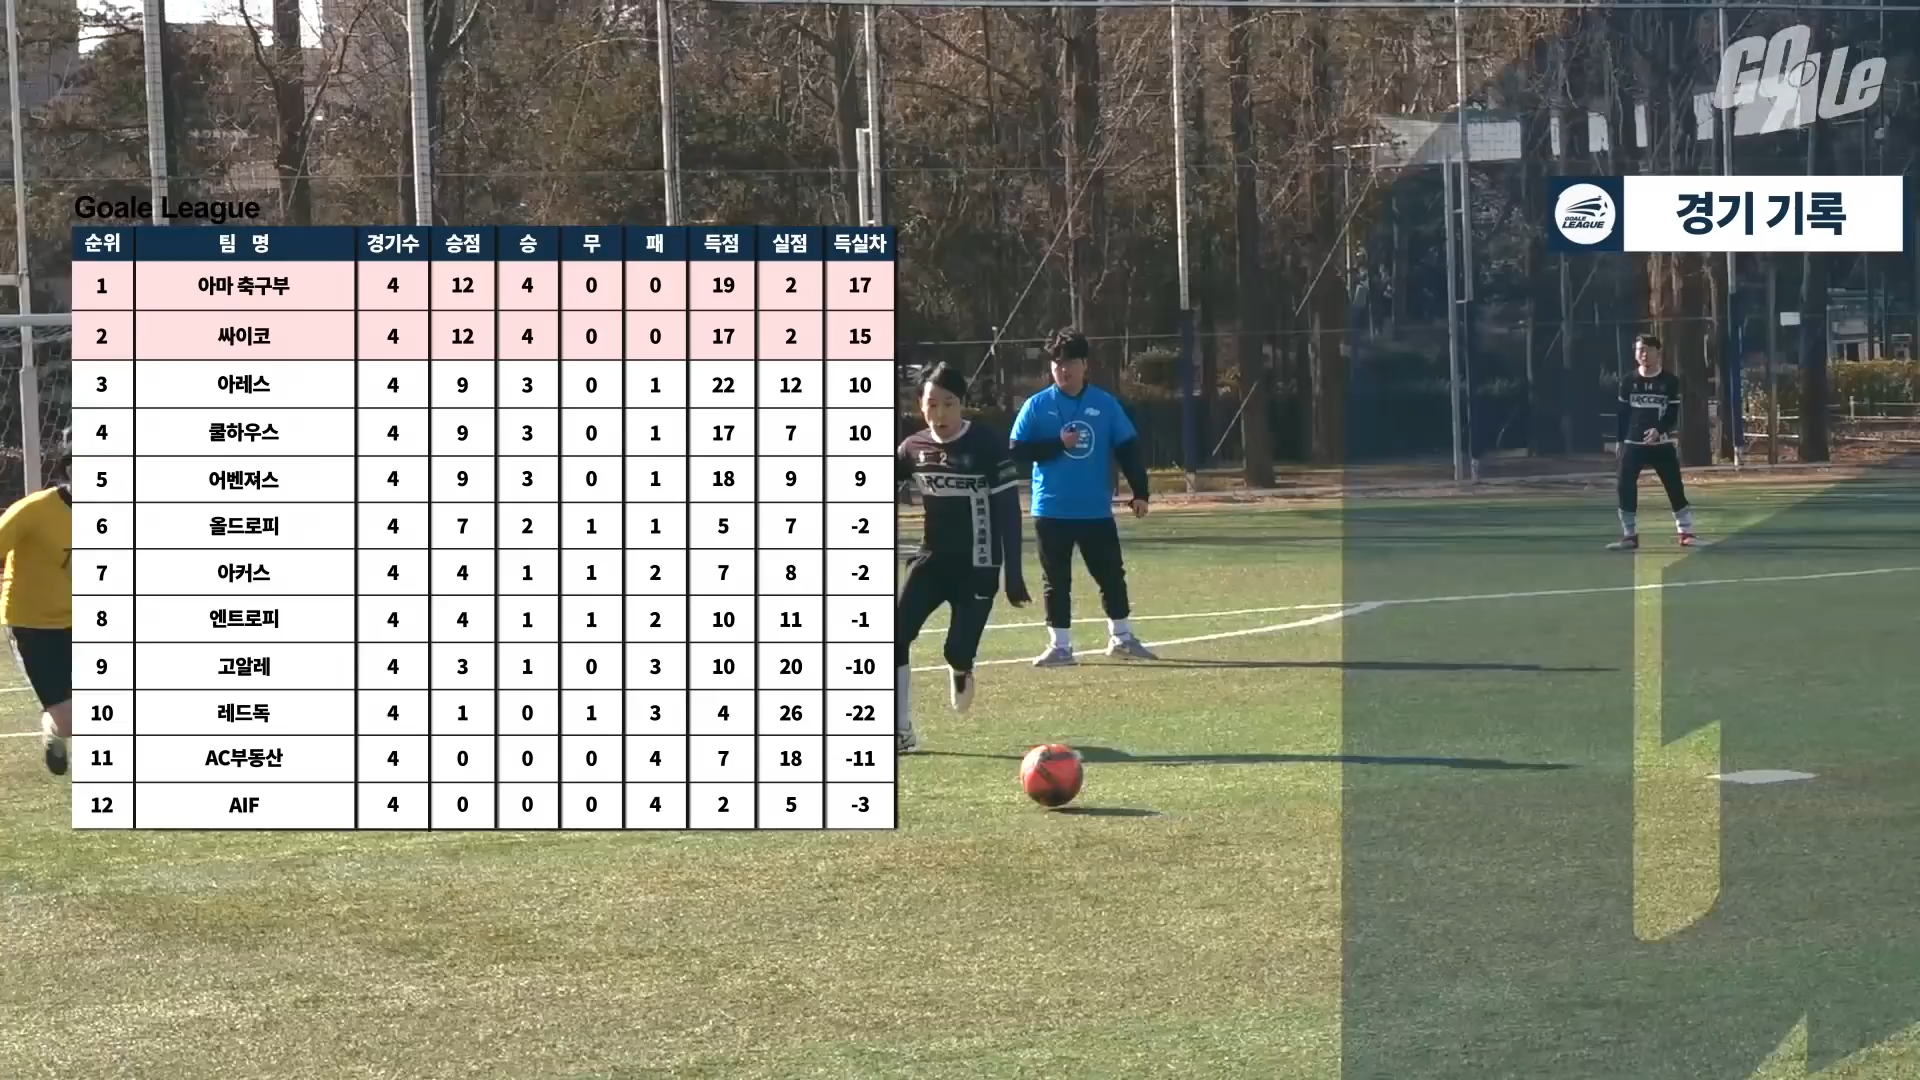 GOALE
GOALE
LEAGUE
경기 기록
Goale League
순위 팀 명 경기수 승점 승 무 패 득점 실점 득실차
1 아마 축구부 4 12 4 0 0 19 2 17
2 싸이코 4 12 4 0 0 17 2 15
3 아레스 4 9 3 0 1 22 12 10
4 쿨하우스 4 9 3 0 1 17 7 10
5 어벤져스 4 9 3 0 1 18 9 9
6 올드로피 4 7 2 1 1 5 7 -2
7 아커스 4 4 1 1 2 7 8 -2
8 엔트로피 4 4 1 1 2 10 11 -1
9 고알레 4 3 1 0 3 10 20 -10
10 레드독 4 1 0 1 3 4 26 -22
11 AC부동산 4 0 0 0 4 7 18 -11
12 AIF 4 0 0 0 4 2 5 -3
2
ARCCERS
14
ARCCERS
7